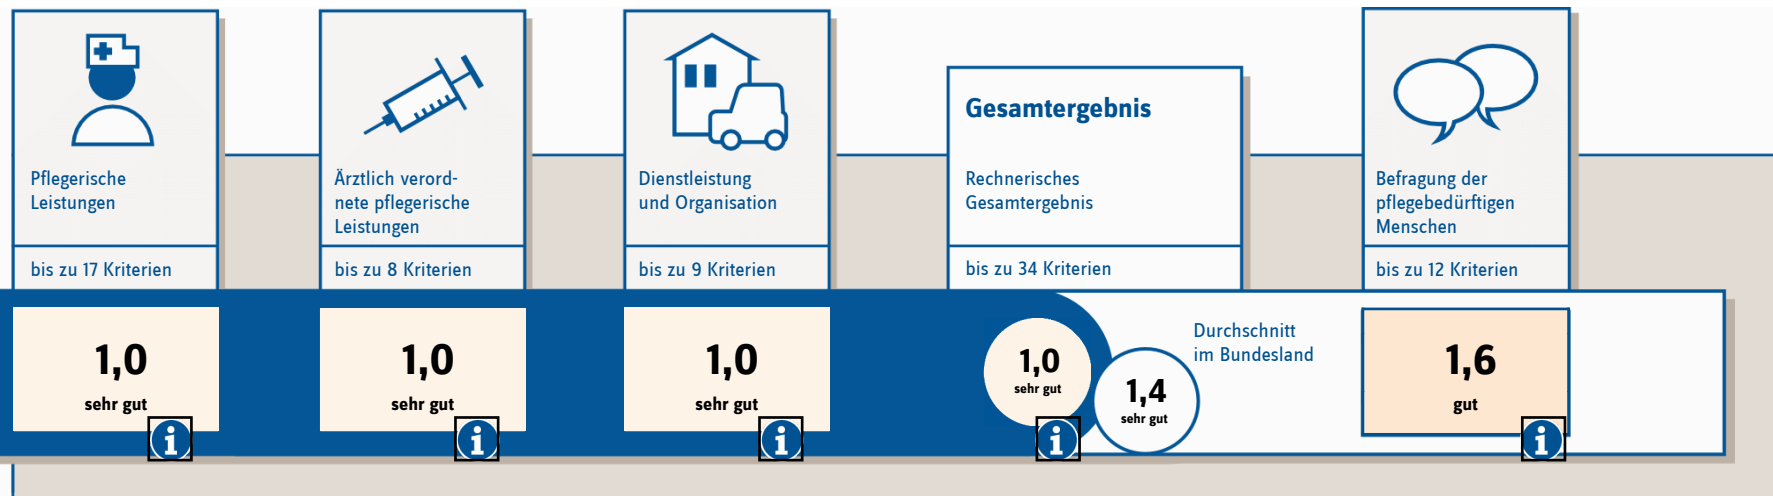 Pflegerische
Leistungen
bis zu 17 Kriterien
1,0
sehr gut
i
Ärztlich verord-
nete pflegerische
Leistungen
bis zu 8 Kriterien
1,0
sehr gut
i
Dienstleistung
und Organisation
bis zu 9 Kriterien
1,0
sehr gut
i
Gesamtergebnis
Rechnerisches
Gesamtergebnis
bis zu 34 Kriterien
1,0
sehr gut
i
1,4
sehr gut
Durchschnitt
im Bundesland
Befragung der
pflegebedürftigen
Menschen
bis zu 12 Kriterien
1,6
gut
i